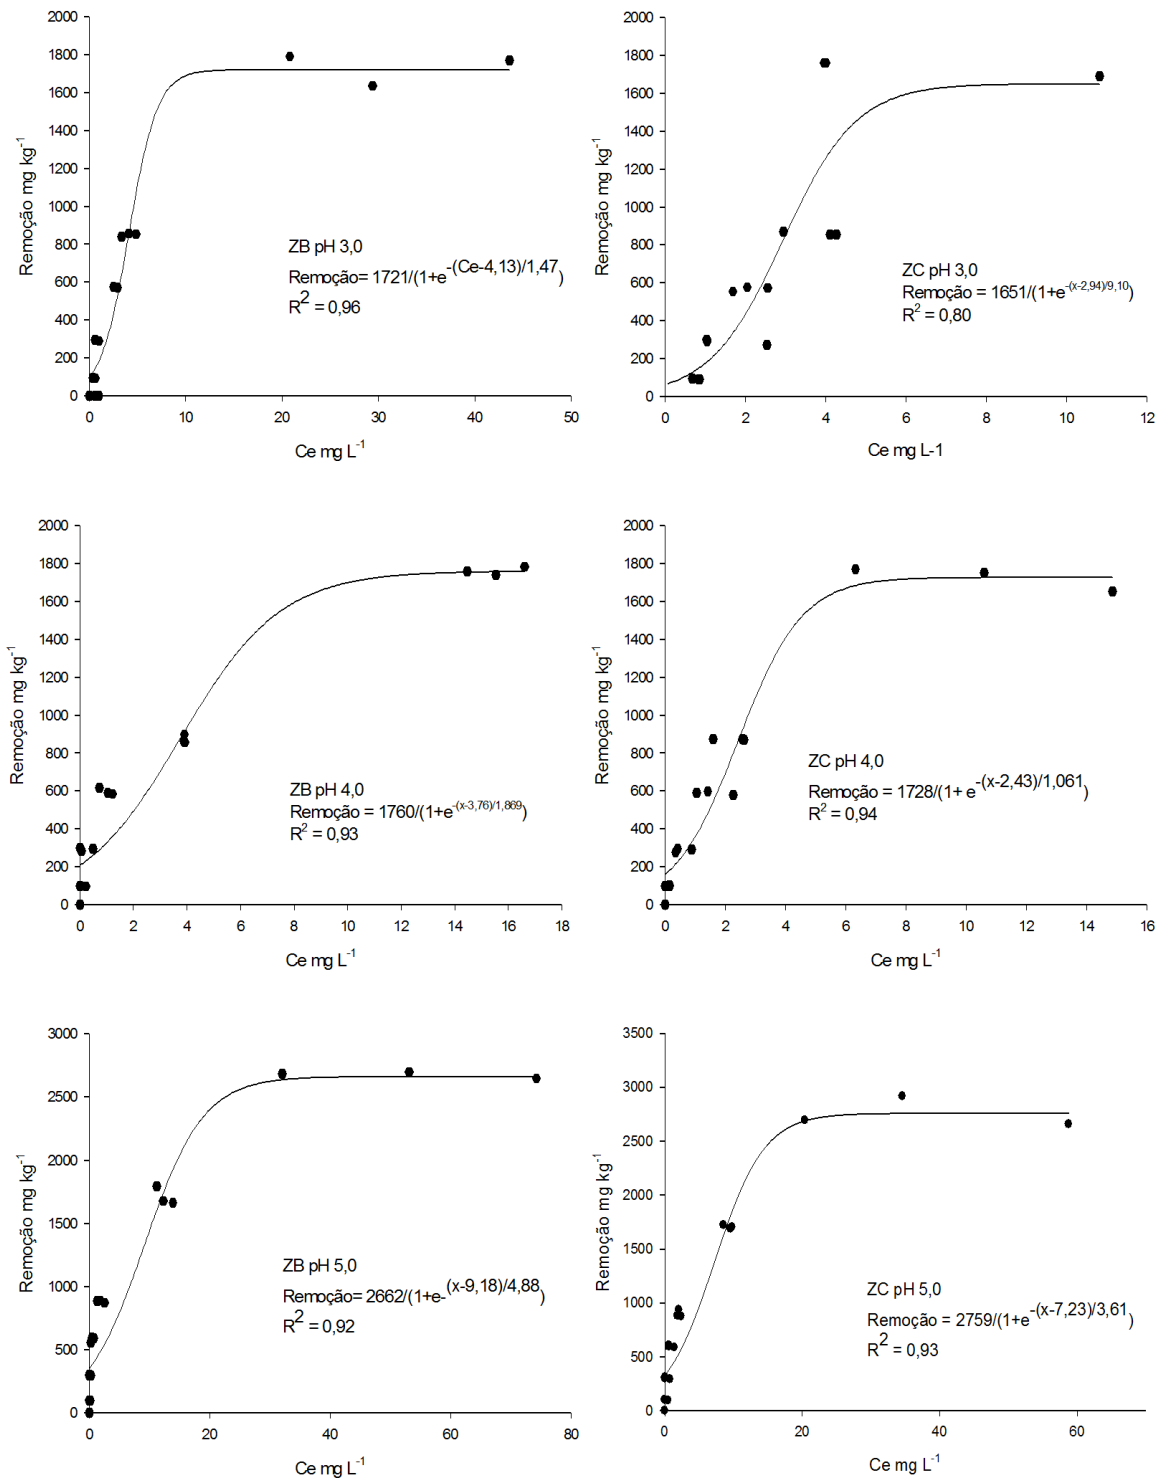 2000
1800
1600
1400
1200
1000
800
600
400
200
0
Remoção mg kg-1
ZB pH 3,0
Remoção= 1721/(1+e-(Ce-4,13)/1,47)
R2 = 0,96
0 10 20 30 40 50
Ce mg L-1
2000
1800
1600
1400
1200
1000
800
600
400
200
0
Remoção mg kg-1
ZC pH 3,0
Remoção = 1651/(1+e-(x-2,94)/9,10)
R2 = 0,80
0 2 4 6 8 10 12
Ce mg L-1
2000
1800
1600
1400
1200
1000
800
600
400
200
0
Remoção mg kg-1
ZB pH 4,0
Remoção = 1760/(1+e-(x-3,76)/1,869)
R2 = 0,93
0 2 4 6 8 10 12 14 16 18
Ce mg L-1
2000
1800
1600
1400
1200
1000
800
600
400
200
0
Remoção mg kg-1
ZC pH 4,0
Remoção = 1728/(1+ e-(x-2,43)/1,061)
R2 = 0,94
0 2 4 6 8 10 12 14 16
Ce mg L-1
3000
2500
2000
1500
1000
500
0
Remoção mg kg-1
ZB pH 5,0
Remoção= 2662/(1+e-(x-9,18)/4,88)
R2 = 0,92
0 20 40 60 80
Ce mg L-1
3500
3000
2500
2000
1500
1000
500
0
Remoção mg kg-1
ZC pH 5,0
Remoção = 2759/(1+e-(x-7,23)/3,61)
R2 = 0,93
0 20 40 60
Ce mg L-1